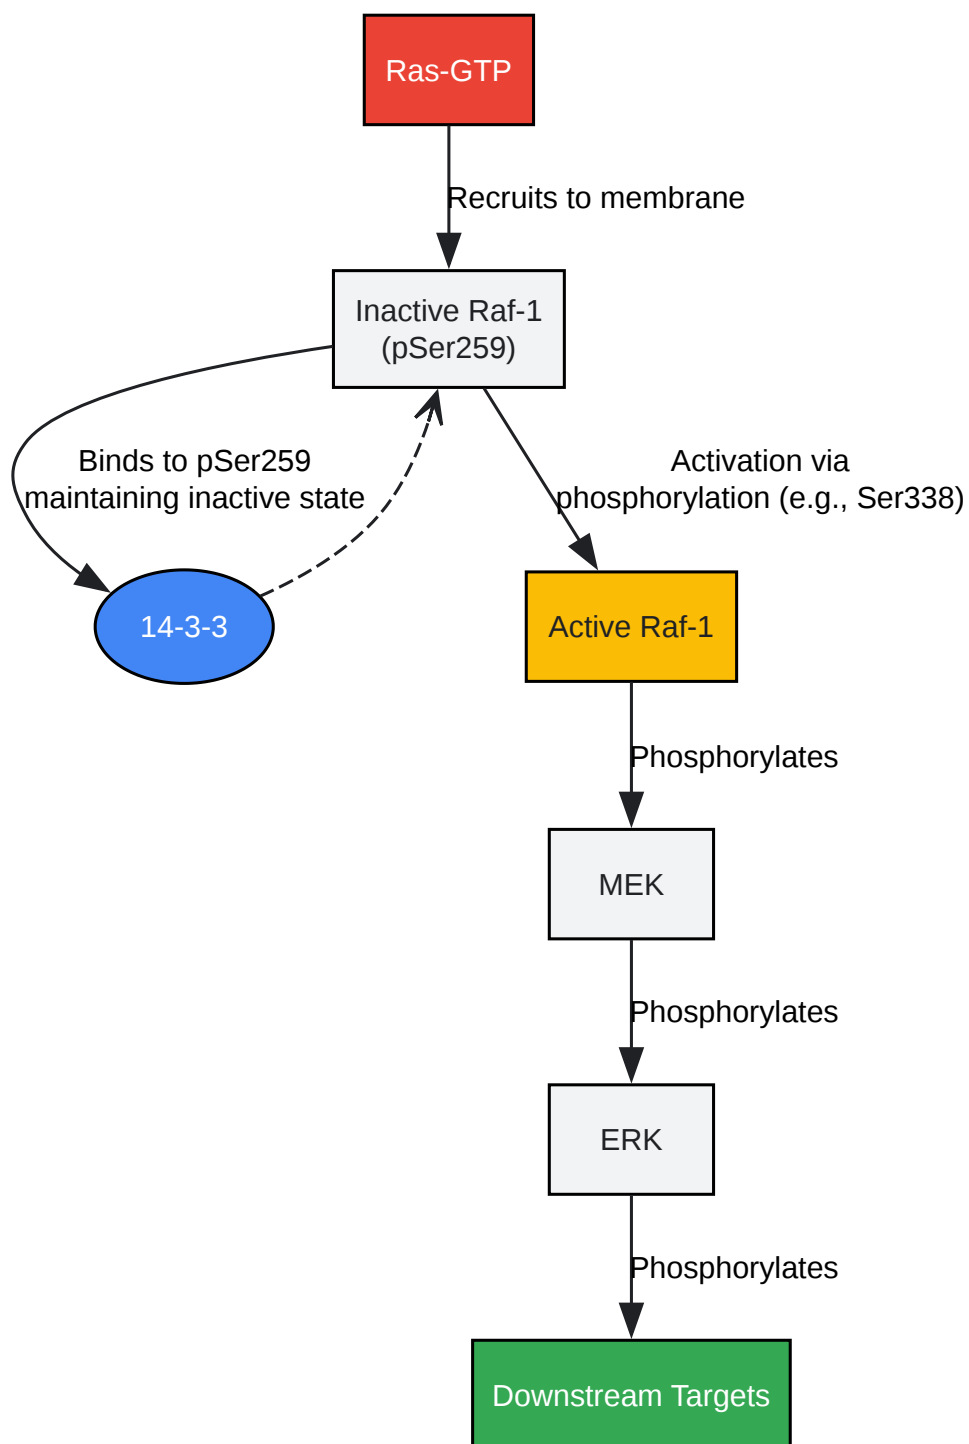 Ras-GTP
Recruits to membrane
Inactive Raf-1
(pSer259)
Binds to pSer259
maintaining inactive state
Activation via
phosphorylation (e.g., Ser338)
14-3-3
Active Raf-1
Phosphorylates
MEK
Phosphorylates
ERK
Phosphorylates
Downstream Targets